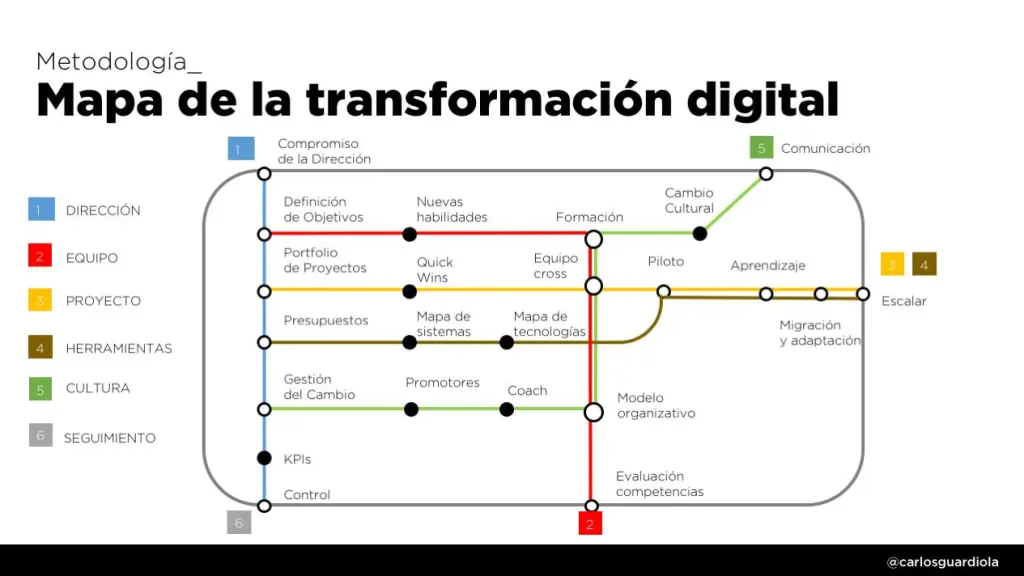 Metodología_
Mapa de la transformación digital
1
Compromiso
de la Dirección
5
Comunicación
1
DIRECCIÓN
2
EQUIPO
3
PROYECTO
4
HERRAMIENTAS
5
CULTURA
6
SEGUIMIENTO
Definición
de Objetivos
Nuevas
habilidades
Formación
Cambio
Cultural
Portfolio
de Proyectos
Quick
Wins
Equipo
cross
Piloto
Aprendizaje
3
4
Escalar
Presupuestos
Mapa de
sistemas
Mapa de
tecnologías
Migración
y adaptación
Gestión
del Cambio
Promotores
Coach
Modelo
organizativo
KPIs
Evaluación
competencias
Control
6
2
@carlosguardiola